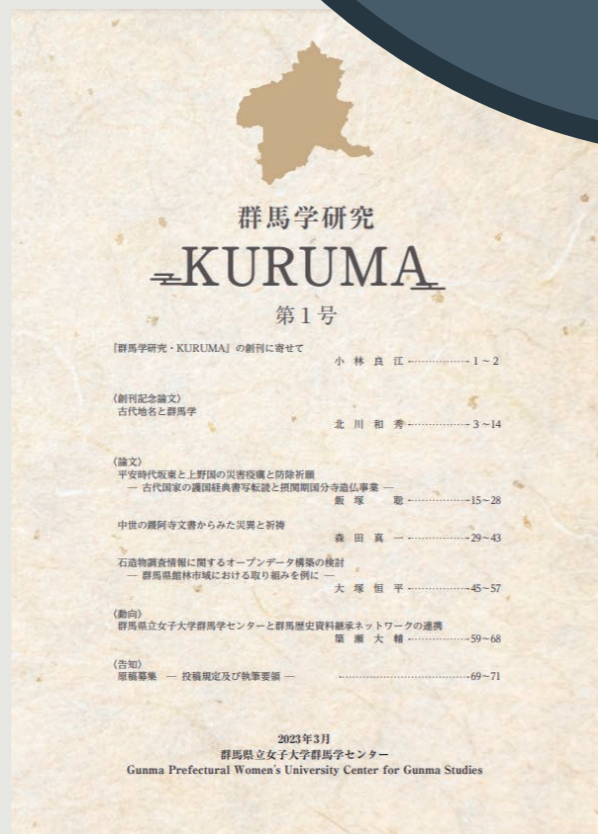 群馬学研究
KURUMA
第1号
『群馬学研究・KURUMA』の創刊に寄せて
小林良江 1～2
〈創刊記念論文〉
古代地名と群馬学
北川和秀 3～14
〈論文〉
平安時代坂東と上野国の災害疫癘と防除祈願
― 古代国家の護国経典書写転読と摂関期国分寺造仏事業 ―
飯塚 聡 15～28
中世の鑁阿寺文書からみた災異と祈祷
森田真一 29～43
石造物調査情報に関するオープンデータ構築の検討
― 群馬県館林市域における取り組みを例に ―
大塚恒平 45～57
〈動向〉
群馬県立女子大学群馬学センターと群馬歴史資料継承ネットワークの連携
簗瀬大輔 59～68
〈告知〉
原稿募集 ― 投稿規定及び執筆要領 ― 69～71
2023年3月
群馬県立女子大学群馬学センター
Gunma Prefectural Women's University Center for Gunma Studies